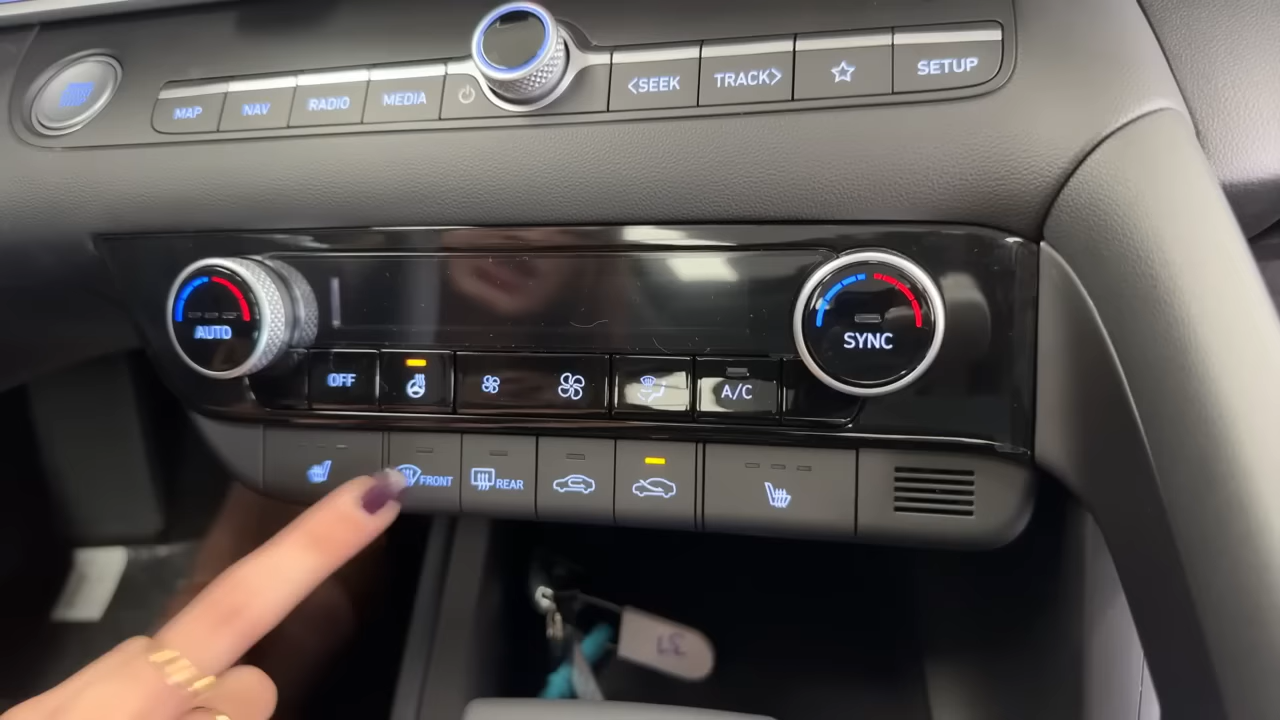 MAP NAV RADIO MEDIA <SEEK TRACK> SETUP
AUTO SYNC
OFF A/C
FRONT REAR